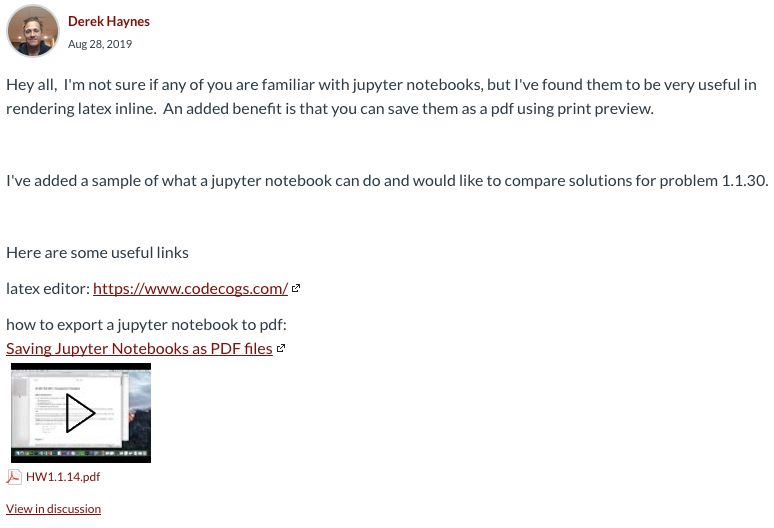 Derek Haynes
Aug 28, 2019
Hey all,  I'm not sure if any of you are familiar with jupyter notebooks, but I've found them to be very useful in
rendering latex inline.  An added benefit is that you can save them as a pdf using print preview.
I've added a sample of what a jupyter notebook can do and would like to compare solutions for problem 1.1.30.
Here are some useful links
latex editor: https://www.codecogs.com/
how to export a jupyter notebook to pdf:
Saving Jupyter Notebooks as PDF files
HW1.1.14.pdf
View in discussion